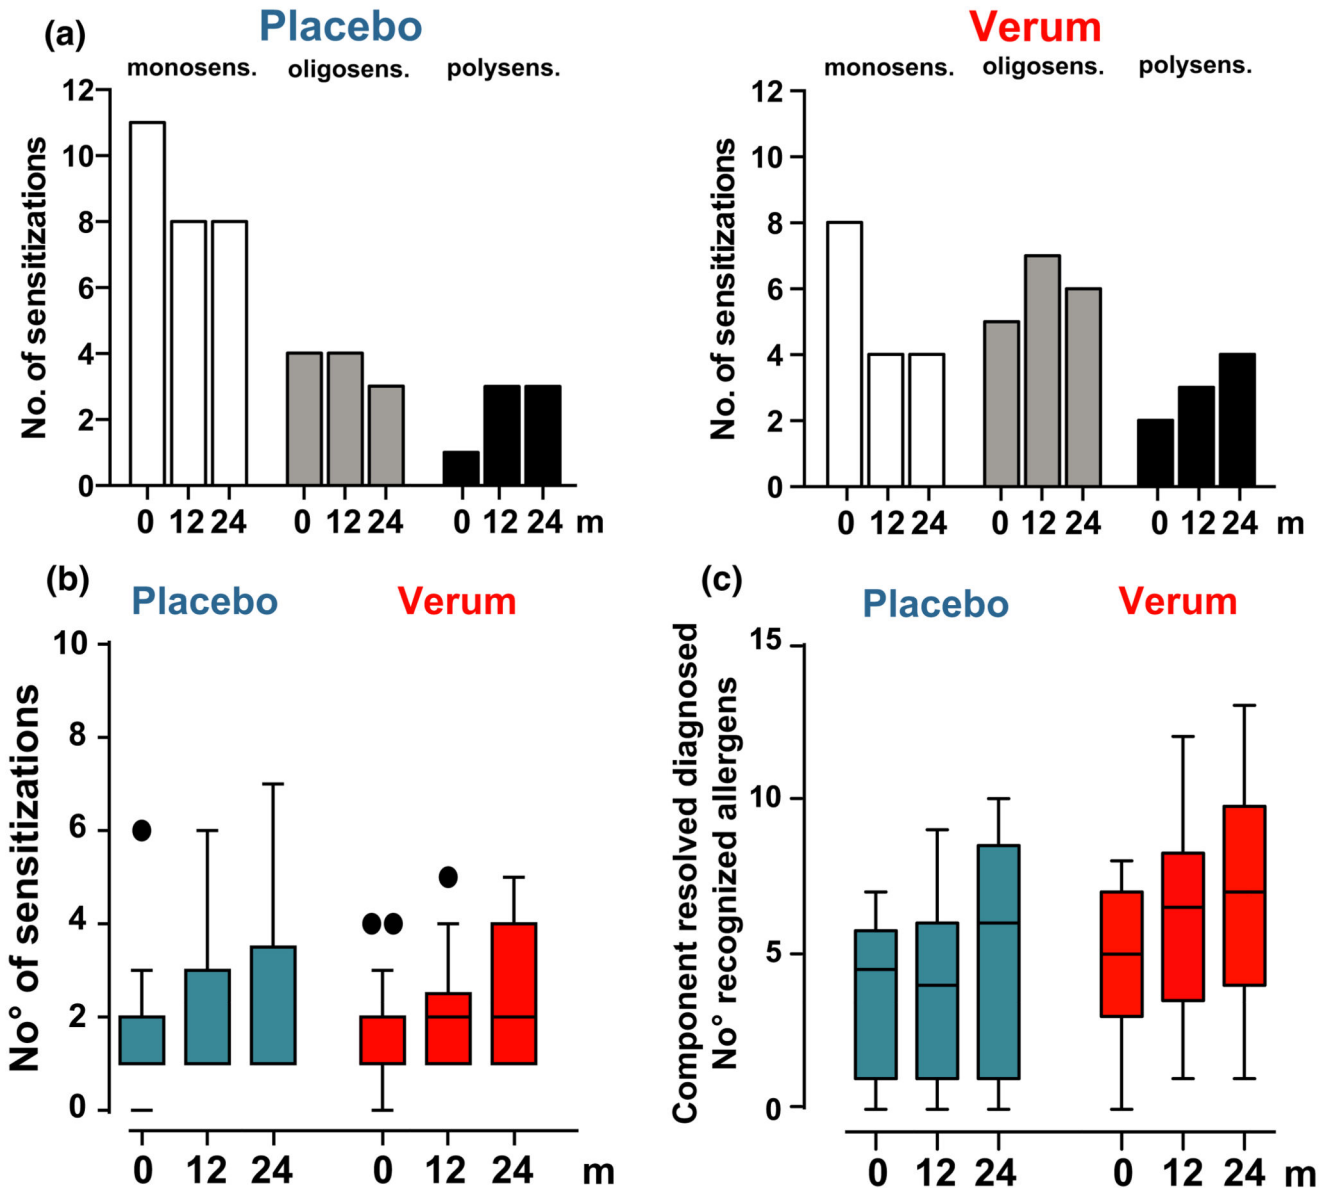 (a)
Placebo
monosens. oligosens. polysens.
No. of sensitizations
12
10
8
6
4
2
0
0 12 24 0 12 24 0 12 24 m
Verum
monosens. oligosens. polysens.
No. of sensitizations
12
10
8
6
4
2
0
0 12 24 0 12 24 0 12 24 m
(b)
Placebo Verum
No° of sensitizations
10
8
6
4
2
0
0 12 24 0 12 24 m
(c)
Placebo Verum
Component resolved diagnosed
No° recognized allergens
15
10
5
0
0 12 24 0 12 24 m